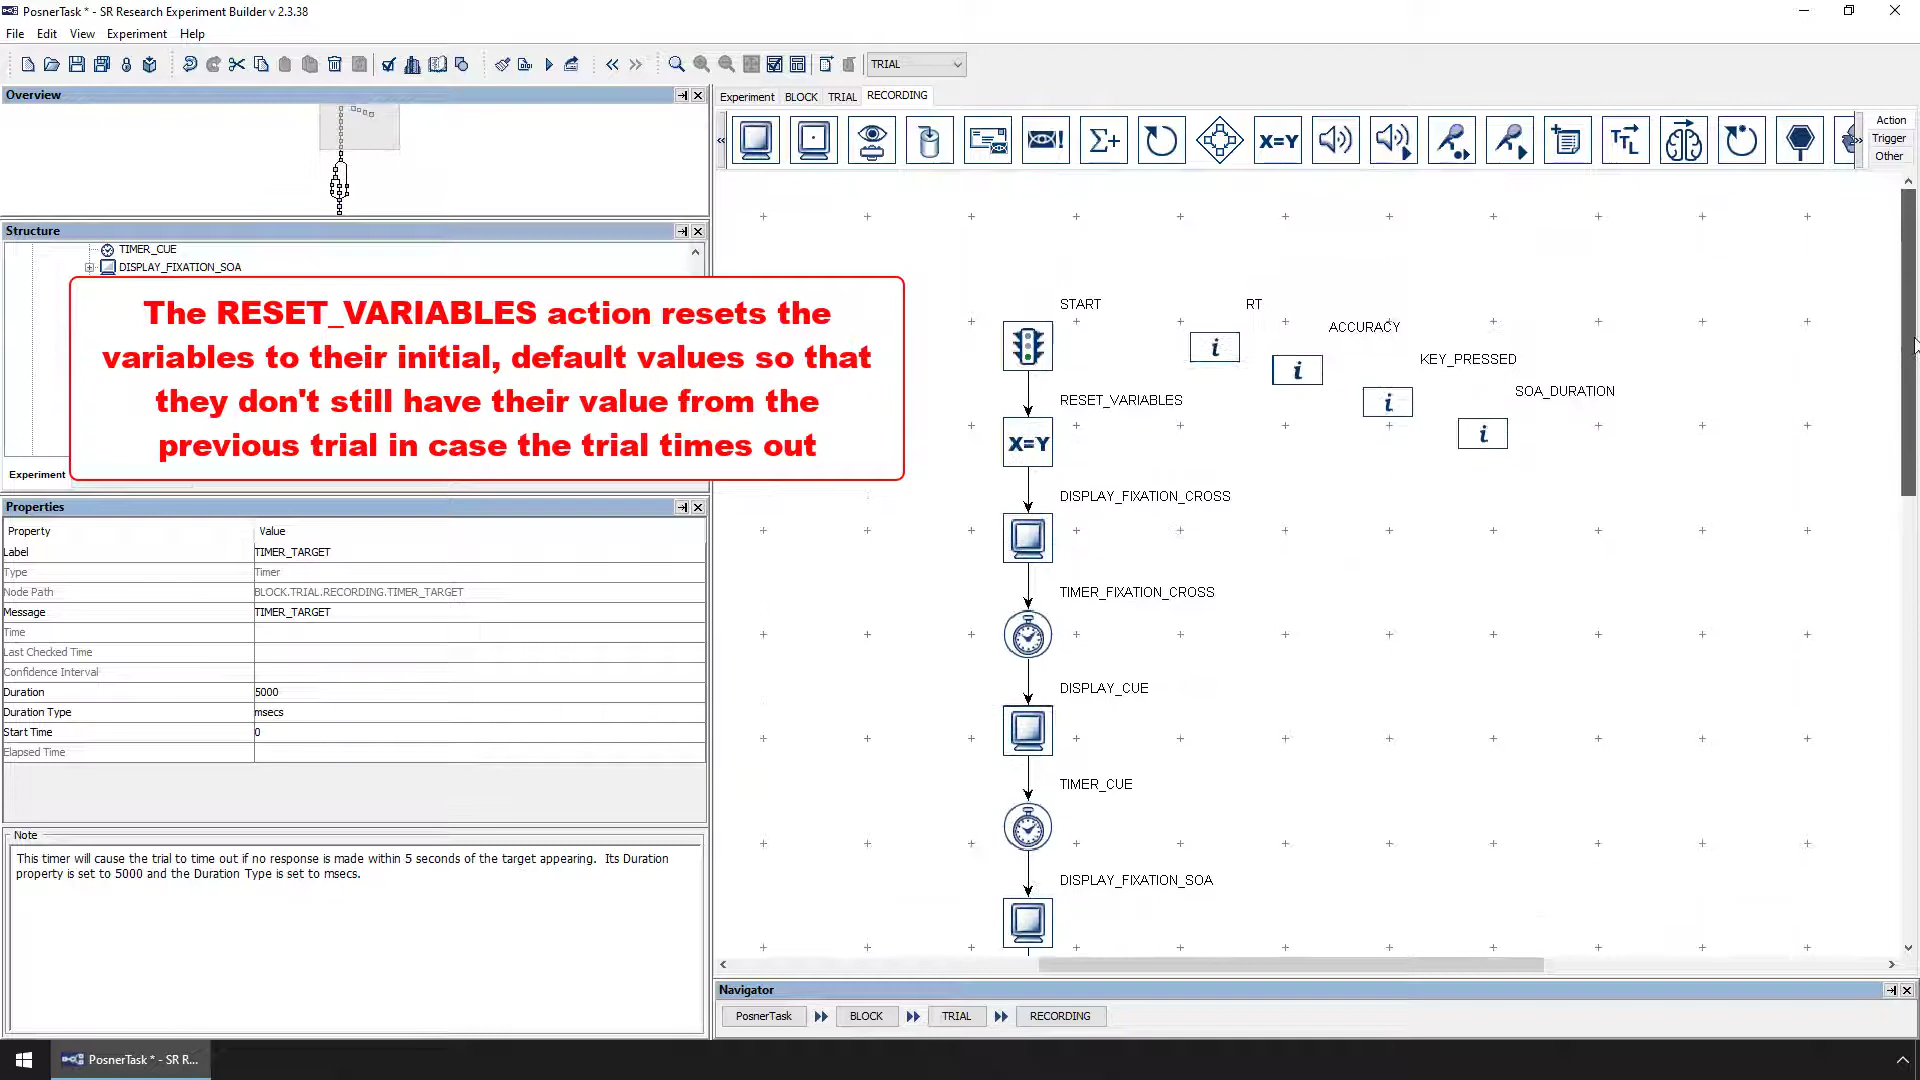 PosnerTask * - SR Research Experiment Builder v 2.3.38
File Edit View Experiment Help
TRIAL
Overview
Experiment BLOCK TRIAL RECORDING
X=Y
TTL
Action
Trigger
Other
Structure
TIMER_CUE
DISPLAY_FIXATION_SOA
The RESET_VARIABLES action resets the
variables to their initial, default values so that
they don't still have their value from the
previous trial in case the trial times out
Experiment
START
RT
i
ACCURACY
i
KEY_PRESSED
i
SOA_DURATION
i
RESET_VARIABLES
X=Y
DISPLAY_FIXATION_CROSS
TIMER_FIXATION_CROSS
DISPLAY_CUE
TIMER_CUE
DISPLAY_FIXATION_SOA
Properties
Property Value
Label TIMER_TARGET
Type Timer
Node Path BLOCK.TRIAL.RECORDING.TIMER_TARGET
Message TIMER_TARGET
Time
Last Checked Time
Confidence Interval
Duration 5000
Duration Type msecs
Start Time 0
Elapsed Time
Note
This timer will cause the trial to time out if no response is made within 5 seconds of the target appearing. Its Duration
property is set to 5000 and the Duration Type is set to msecs.
Navigator
PosnerTask BLOCK TRIAL RECORDING
PosnerTask * - SR R...